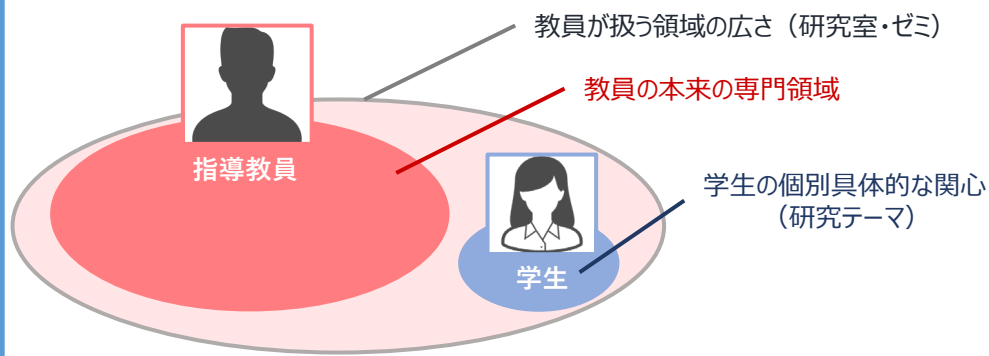 教員が扱う領域の広さ（研究室・ゼミ）
教員の本来の専門領域
指導教員
学生の個別具体的な関心
（研究テーマ）
学生